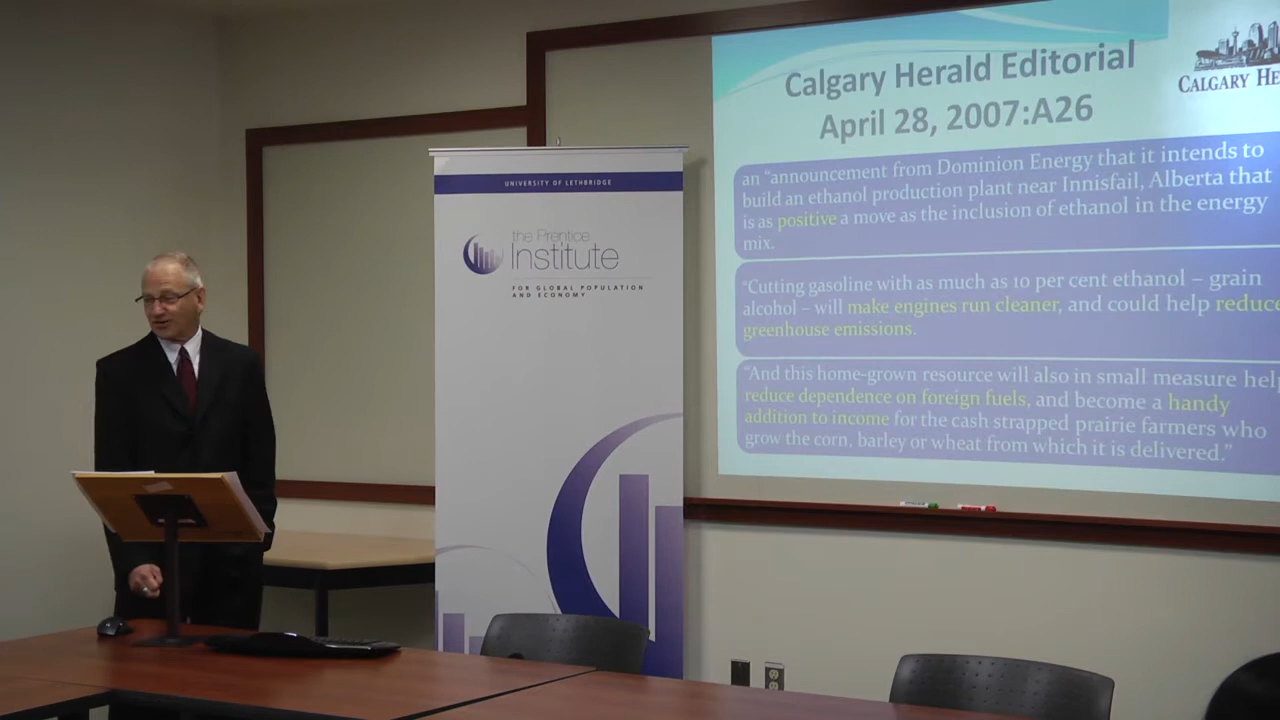 UNIVERSITY OF LETHBRIDGE
the Prentice
Institute
FOR GLOBAL POPULATION
AND ECONOMY
Calgary Herald Editorial
April 28, 2007:A26
CALGARY HE
an “announcement from Dominion Energy that it intends to
build an ethanol production plant near Innisfail, Alberta that
is as positive a move as the inclusion of ethanol in the energy
mix.
“Cutting gasoline with as much as 10 per cent ethanol – grain
alcohol – will make engines run cleaner, and could help reduce
greenhouse emissions.
“And this home-grown resource will also in small measure help
reduce dependence on foreign fuels, and become a handy
addition to income for the cash strapped prairie farmers who
grow the corn, barley or wheat from which it is delivered.”